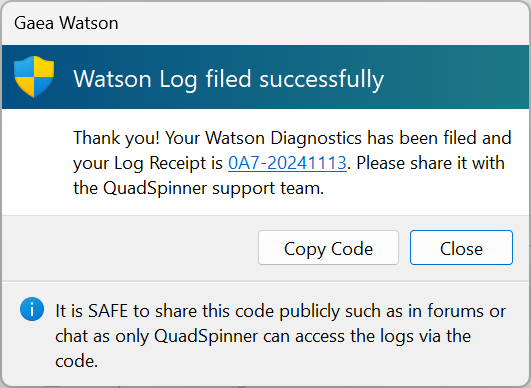 Gaea Watson
Watson Log filed successfully
Thank you! Your Watson Diagnostics has been filed and
your Log Receipt is 0A7-20241113. Please share it with
the QuadSpinner support team.
Copy Code
Close
It is SAFE to share this code publicly such as in forums or
chat as only QuadSpinner can access the logs via the
code.